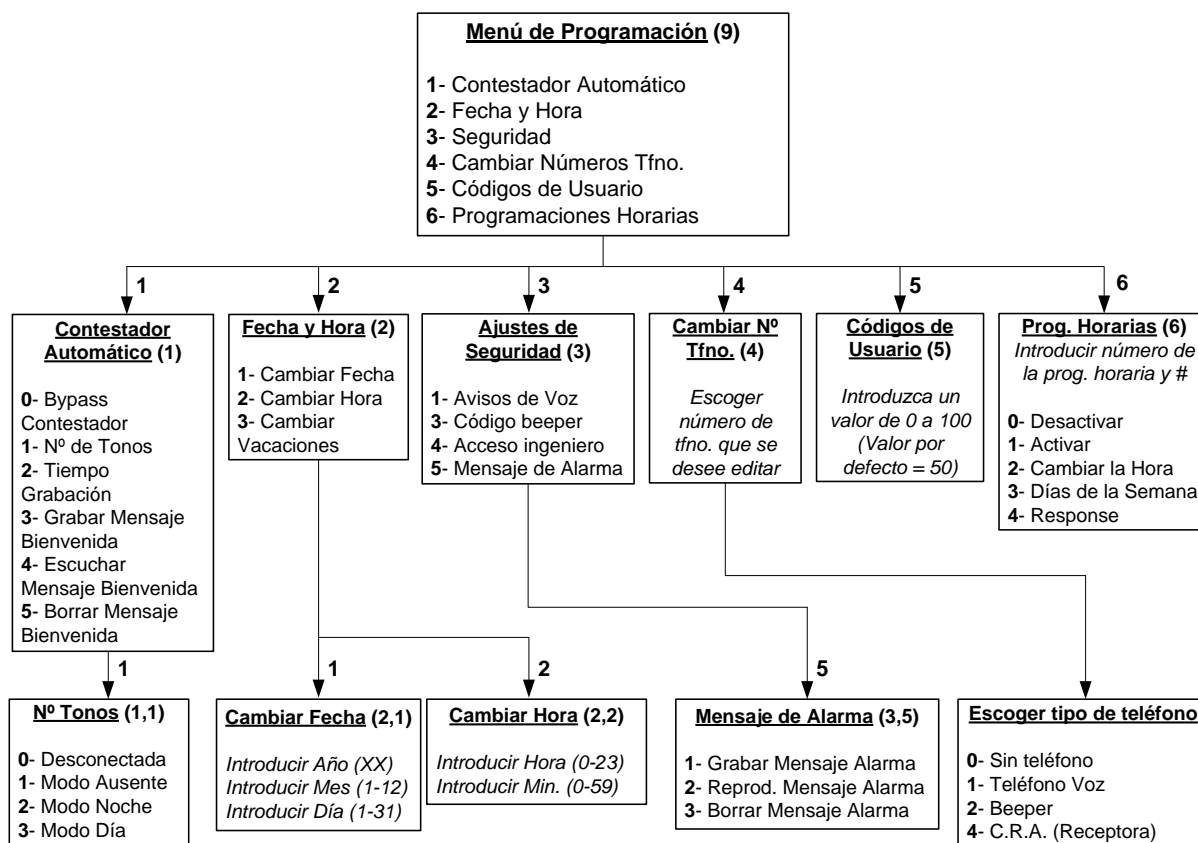 Menú de Programación (9)
1- Contestador Automático
2- Fecha y Hora
3- Seguridad
4- Cambiar Números Tfno.
5- Códigos de Usuario
6- Programaciones Horarias
1
2
3
4
5
6
Contestador
Automático (1)
0- Bypass
Contestador
1- Nº de Tonos
2- Tiempo
Grabación
3- Grabar Mensaje
Bienvenida
4- Escuchar
Mensaje Bienvenida
5- Borrar Mensaje
Bienvenida
Fecha y Hora (2)
1- Cambiar Fecha
2- Cambiar Hora
3- Cambiar
Vacaciones
Ajustes de
Seguridad (3)
1- Avisos de Voz
3- Código beeper
4- Acceso ingeniero
5- Mensaje de Alarma
Cambiar Nº
Tfno. (4)
Escoger
número de
tfno. que se
desee editar
Códigos de
Usuario (5)
Introduzca un
valor de 0 a 100
(Valor por
defecto = 50)
Prog. Horarias (6)
Introducir número de
la prog. horaria y #
0- Desactivar
1- Activar
2- Cambiar la Hora
3- Días de la Semana
4- Response
1
1
2
5
Nº Tonos (1,1)
0- Desconectada
1- Modo Ausente
2- Modo Noche
3- Modo Día
Cambiar Fecha (2,1)
Introducir Año (XX)
Introducir Mes (1-12)
Introducir Día (1-31)
Cambiar Hora (2,2)
Introducir Hora (0-23)
Introducir Min. (0-59)
Mensaje de Alarma (3,5)
1- Grabar Mensaje Alarma
2- Reprod. Mensaje Alarma
3- Borrar Mensaje Alarma
Escoger tipo de teléfono
0- Sin teléfono
1- Teléfono Voz
2- Beeper
4- C.R.A. (Receptora)